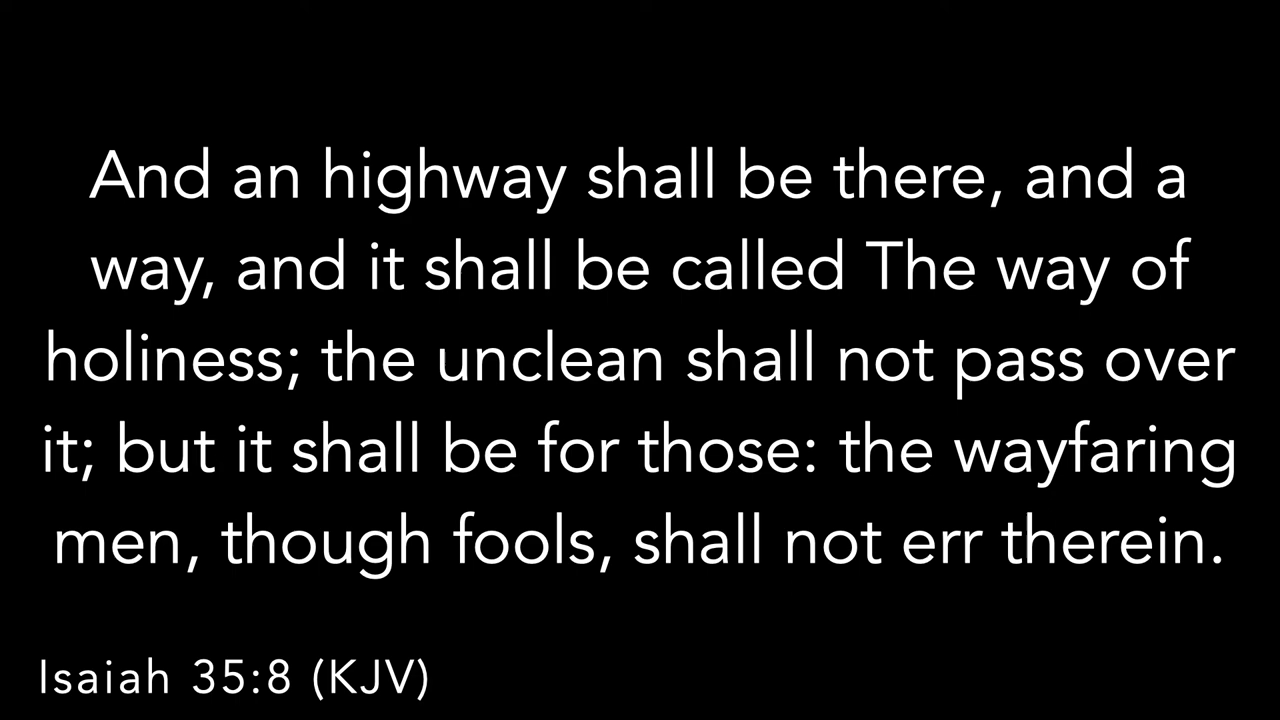 And an highway shall be there, and a
way, and it shall be called The way of
holiness; the unclean shall not pass over
it; but it shall be for those: the wayfaring
men, though fools, shall not err therein.
Isaiah 35:8 (KJV)